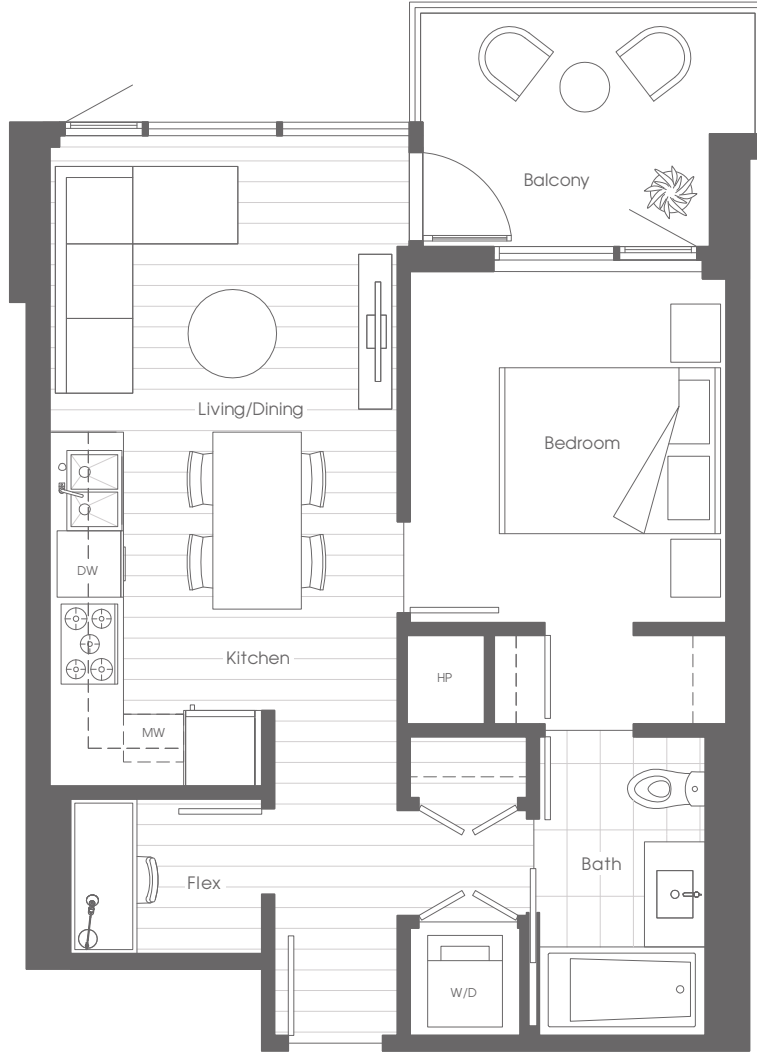 Balcony
Living/Dining
Bedroom
DW
Kitchen
HP
MW
Bath
Flex
W/D